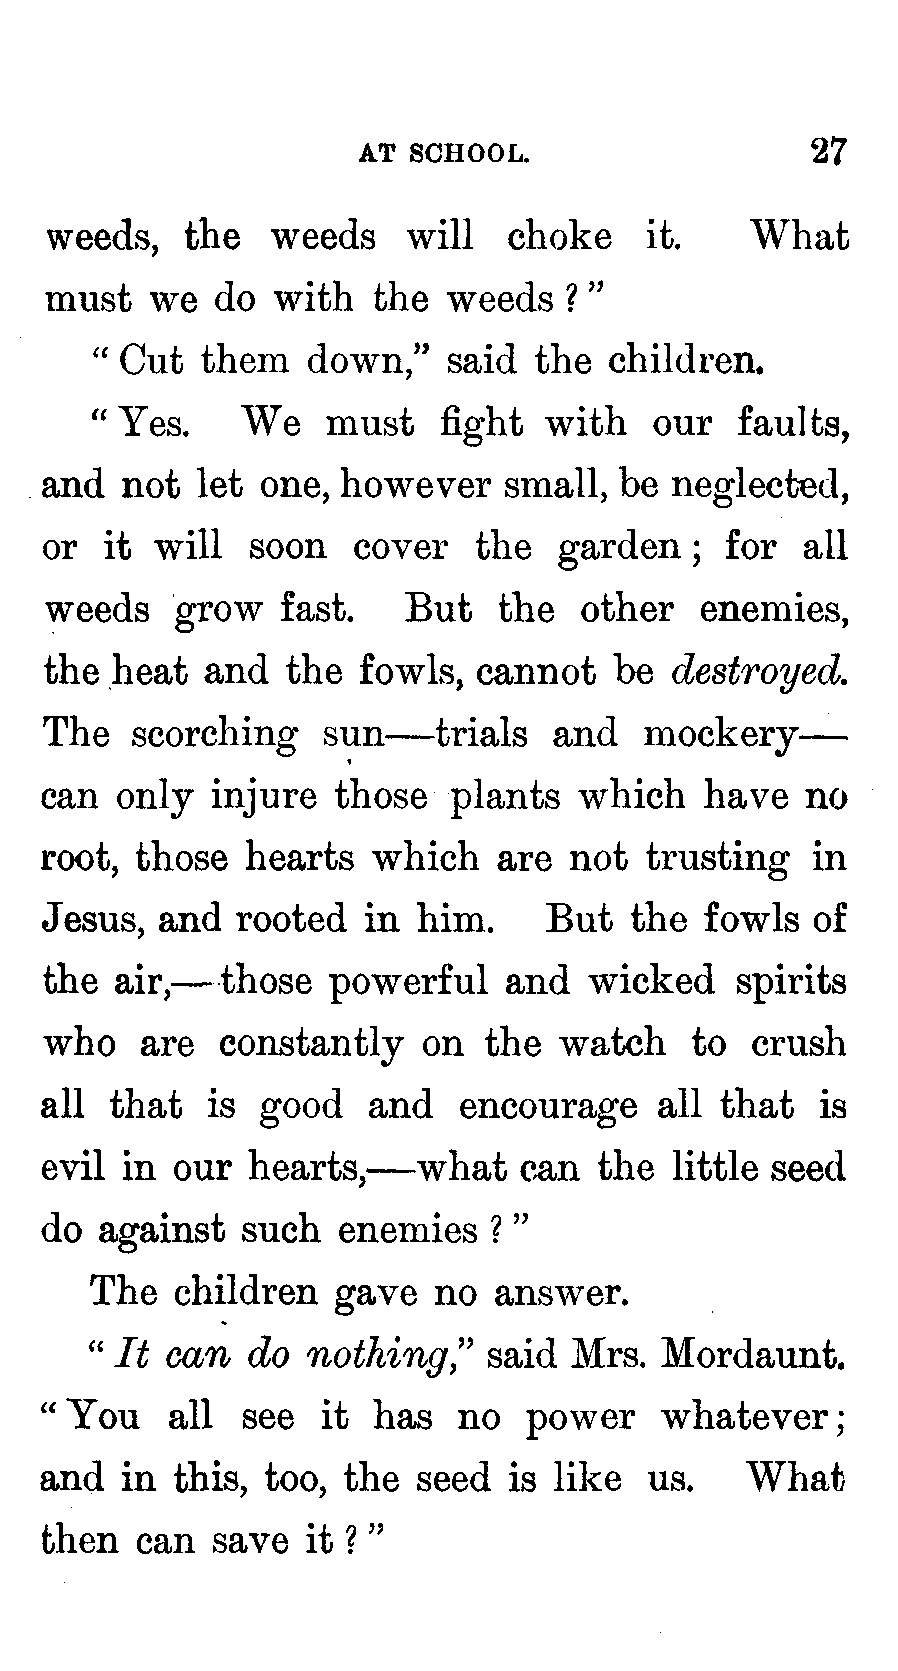 AT SCHOOL. 27
weeds, the weeds will choke it. What
must we do with the weeds ? ”
“ Cut them down,” said the children.
“ Yes. We must fight with our faults,
and not let one, however small, be neglected,
or it will soon cover the garden ; for all
weeds grow fast. But the other enemies,
the heat and the fowls, cannot be destroyed.
The scorching sun—trials and mockery—
can only injure those plants which have no
root, those hearts which are not trusting in
Jesus, and rooted in him. But the fowls of
the air,—those powerful and wicked spirits
who are constantly on the watch to crush
all that is good and encourage all that is
evil in our hearts,—what can the little seed
do against such enemies ? ”
The children gave no answer.
“ It can do nothing,” said Mrs. Mordaunt.
“ You all see it has no power whatever ;
and in this, too, the seed is like us. What
then can save it ? ”